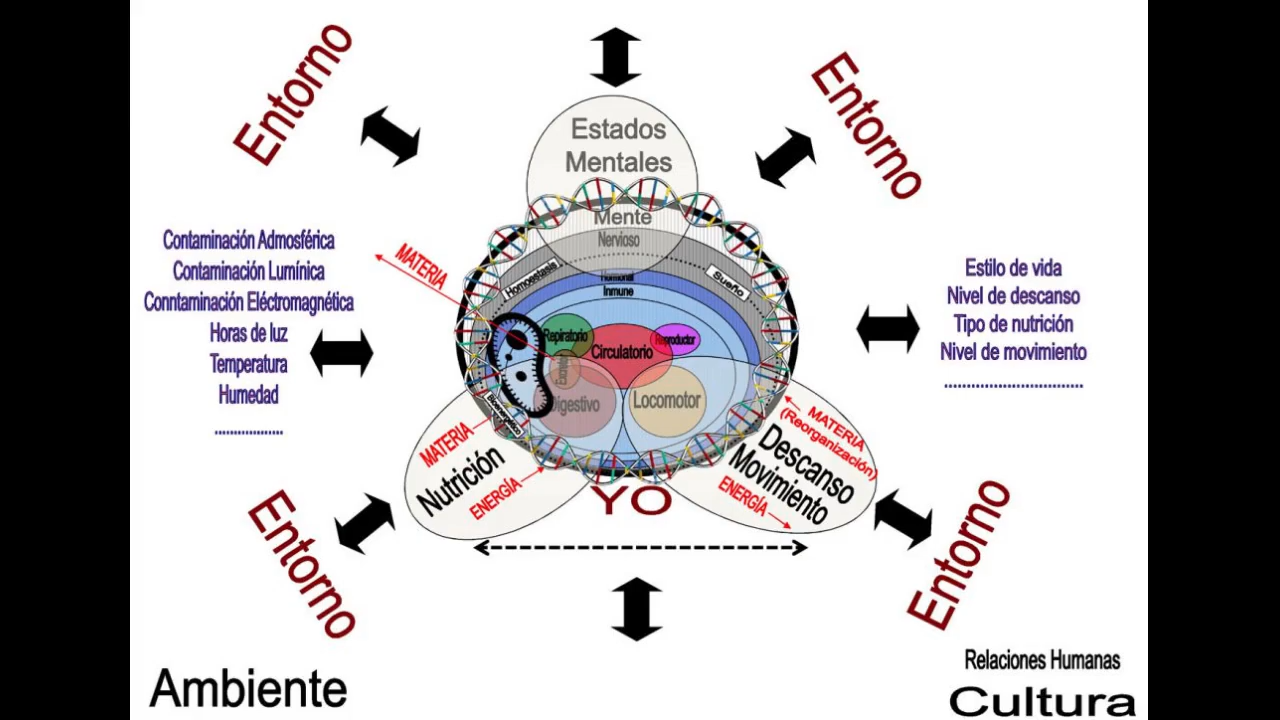 Entorno
Entorno
Estados
Mentales
Mente
Nervioso
Homoestasis
Sueño
Hormonal
Inmune
MATERIA
Contaminación Admosférica
Contaminación Lumínica
Conntaminación Eléctromagnética
Horas de luz
Temperatura
Humedad
.................
Estilo de vida
Nivel de descanso
Tipo de nutrición
Nivel de movimiento
...............................
Respiratorio
Circulatorio
Reproductor
Digestivo
Locomotor
MATERIA
Nutrición
ENERGÍA
MATERIA
(Reorganización)
Descanso
Movimiento
ENERGÍA
YO
Entorno
Entorno
Ambiente
Relaciones Humanas
Cultura